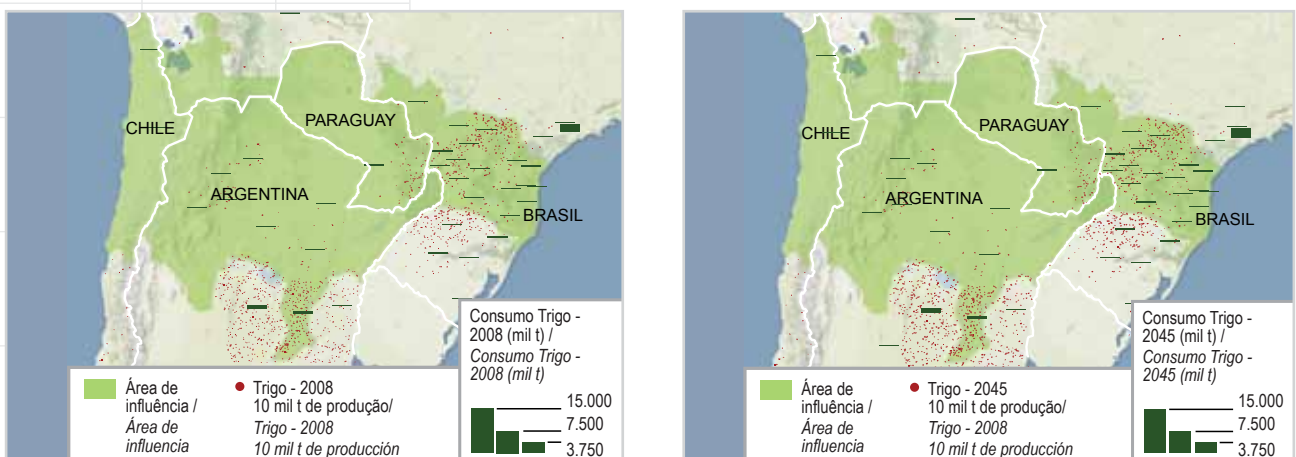 CHILE
PARAGUAY
ARGENTINA
BRASIL
Consumo Trigo -
2008 (mil t) /
Consumo Trigo -
2008 (mil t)
15.000
7.500
3.750
Área de
influência /
Área de
influencia
Trigo - 2008
10 mil t de produção/
Trigo - 2008
10 mil t de producción
CHILE
PARAGUAY
ARGENTINA
BRASIL
Consumo Trigo -
2045 (mil t) /
Consumo Trigo -
2045 (mil t)
15.000
7.500
3.750
Área de
influência /
Área de
influencia
Trigo - 2045
10 mil t de produção/
Trigo - 2008
10 mil t de producción